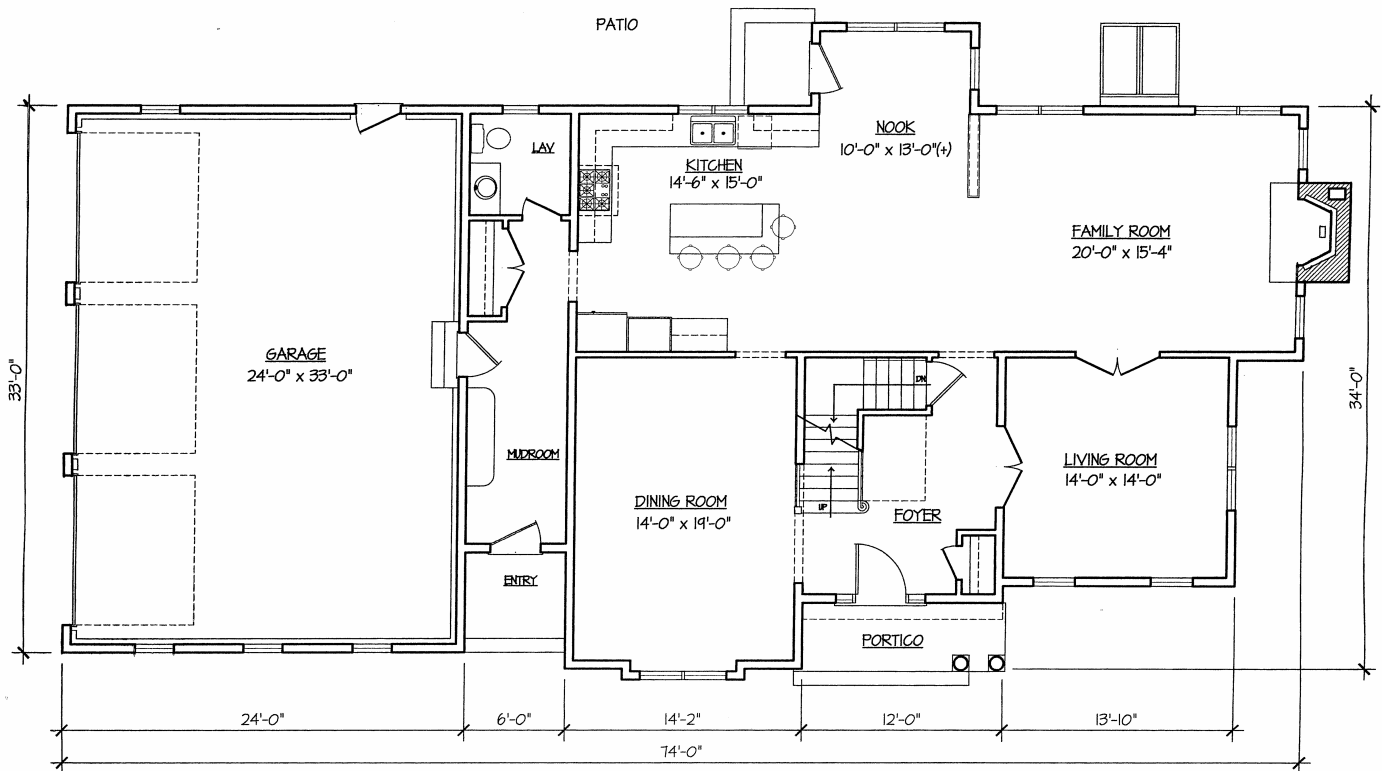 PATIO
LAV
NOOK
10'-0" x 13'-0"(+)
KITCHEN
14'-6" x 15'-0"
FAMILY ROOM
20'-0" x 15'-4"
GARAGE
24'-0" x 33'-0"
33'-0"
34'-0"
DN
MUDROOM
LIVING ROOM
14'-0" x 14'-0"
DINING ROOM
14'-0" x 19'-0"
UP
FOYER
ENTRY
PORTICO
24'-0"
6'-0"
14'-2"
12'-0"
13'-10"
74'-0"